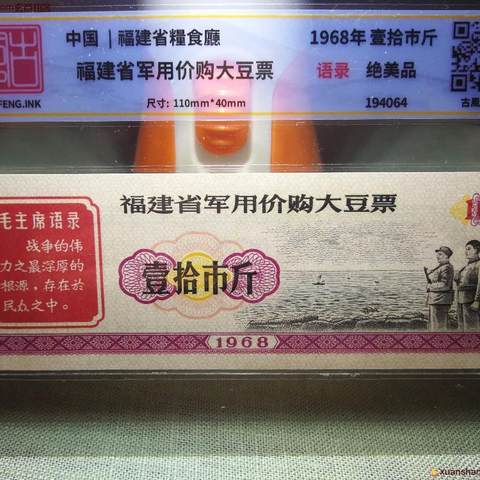 中国 | 福建省糧食廳
1968年 壹拾市斤
福建省军用价购大豆票
语录 绝美品
FENG.INK
尺寸: 110mm*40mm
194064
毛主席语录
战争的伟
力之最深厚的
根源，存在於
民众之中。
福建省军用价购大豆票
壹拾市斤
1968
xuanshan